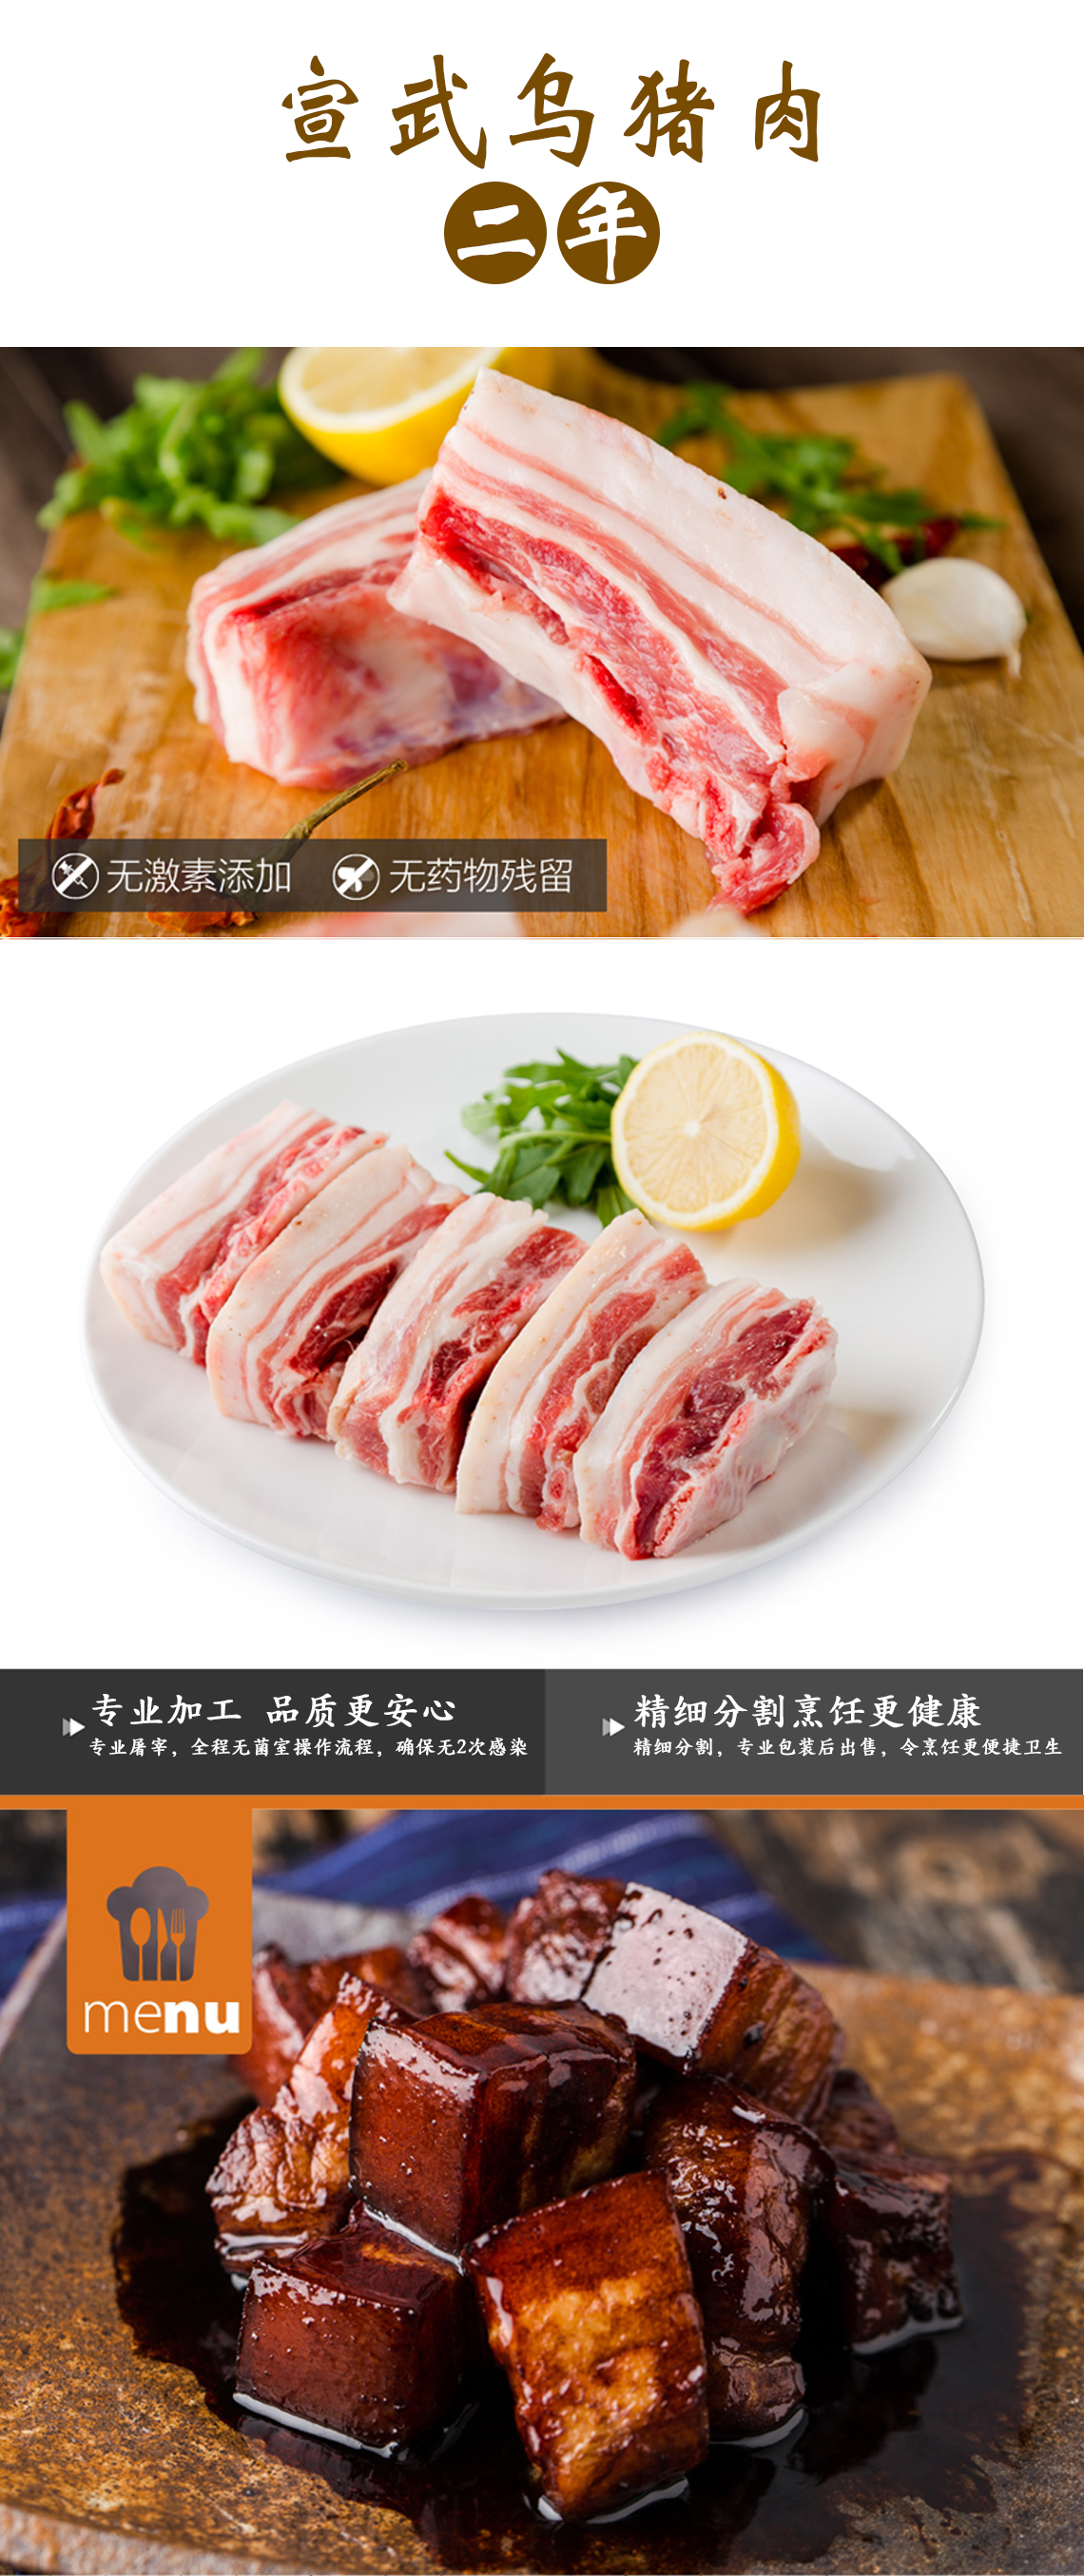 宣武乌猪肉
二年
无激素添加 无药物残留
专业加工 品质更安心
专业屠宰，全程无菌室操作流程，确保无2次感染
精细分割烹饪更健康
精细分割，专业包装后出售，令烹饪更便捷卫生
menu